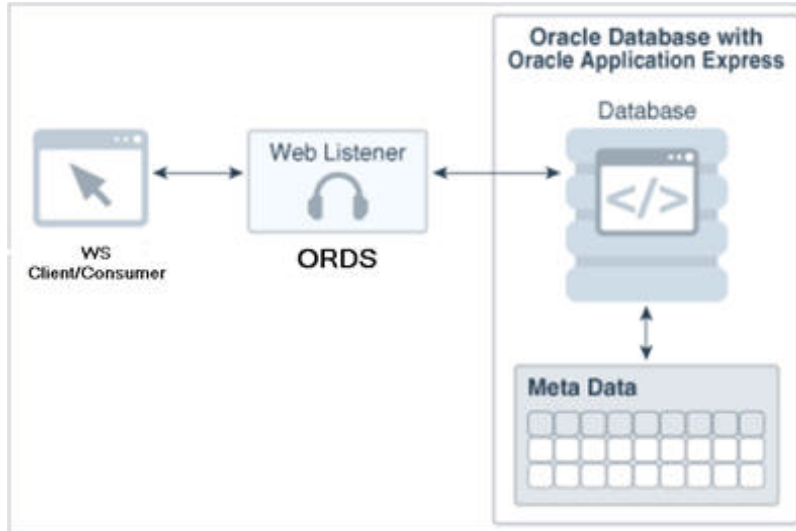 Oracle Database with
Oracle Application Express
Database
</>
Web Listener
ORDS
WS
Client/Consumer
Meta Data